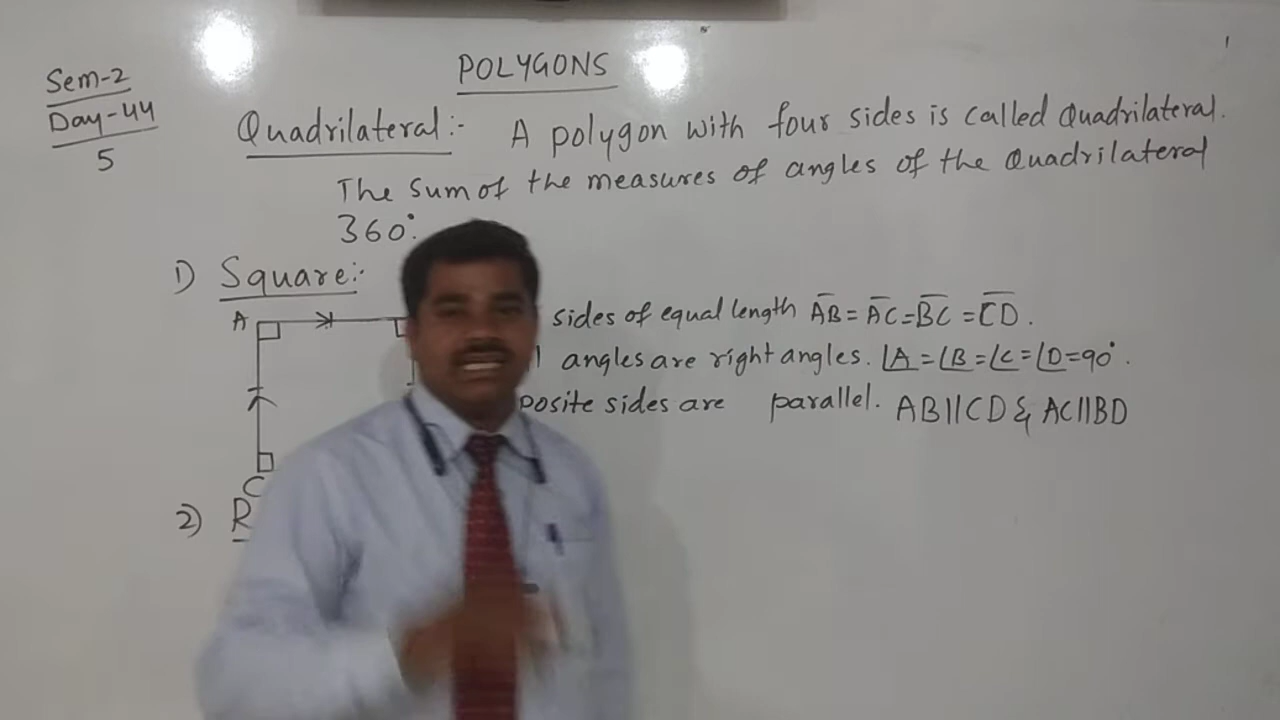 POLYGONS
Sem-2
Day-44
5
Quadrilateral:- A polygon with four sides is called Quadrilateral.
The sum of the measures of angles of the Quadrilateral
360°.
1) Square:-
A
sides of equal length AB = AC = BC = CD.
angles are right angles. ∠A = ∠B = ∠C = ∠D = 90°.
posite sides are parallel. AB||CD & AC||BD
C
2) R